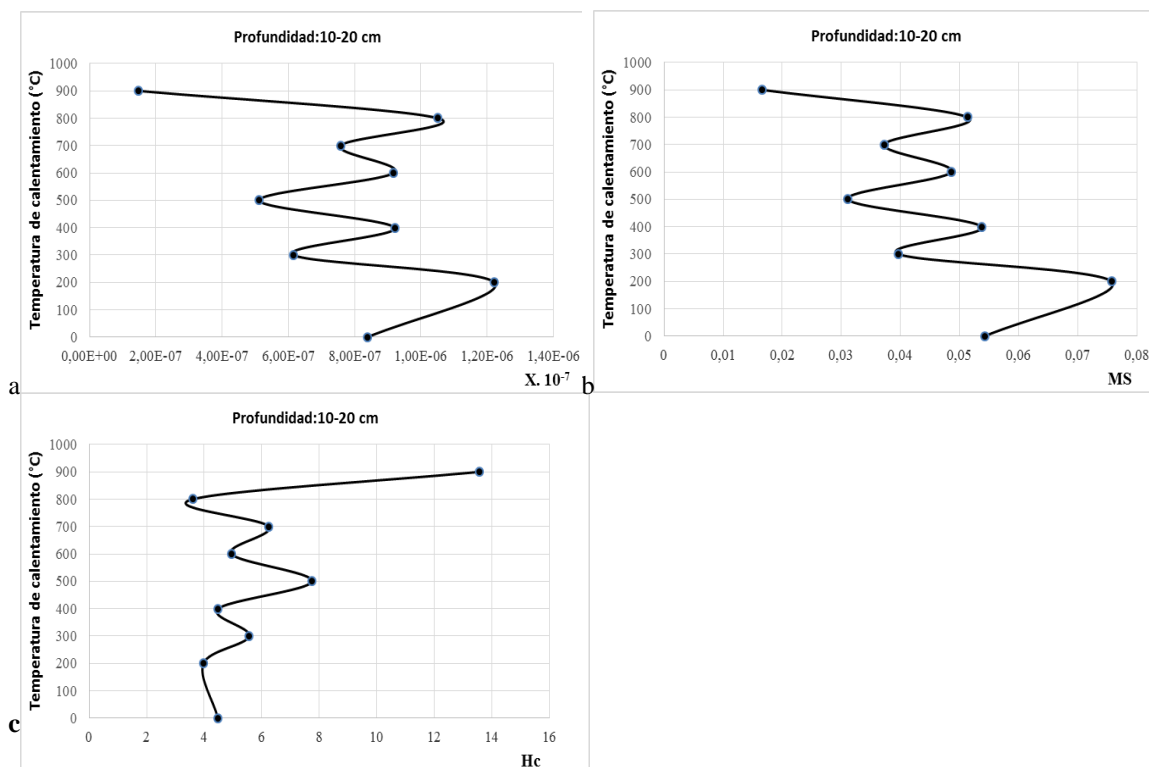 Profundidad:10-20 cm
Temperatura de calentamiento (°C)
1000
900
800
700
600
500
400
300
200
100
0
0,00E+00 2,00E-07 4,00E-07 6,00E-07 8,00E-07 1,00E-06 1,20E-06 1,40E-06
X. 10-7
a
Profundidad:10-20 cm
Temperatura de calentamiento (°C)
1000
900
800
700
600
500
400
300
200
100
0
0 0,01 0,02 0,03 0,04 0,05 0,06 0,07 0,08
MS
b
Profundidad:10-20 cm
Temperatura de calentamiento (°C)
1000
900
800
700
600
500
400
300
200
100
0
0 2 4 6 8 10 12 14 16
Hc
c